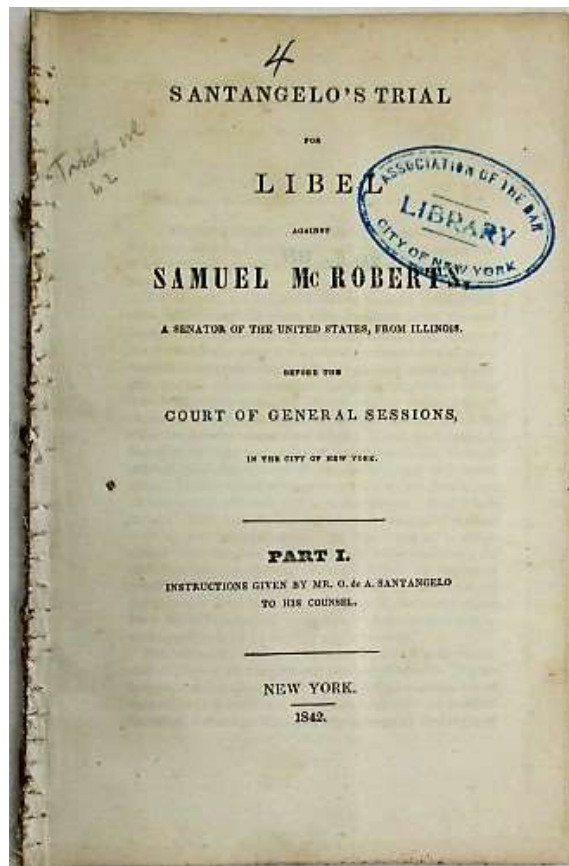 4
SANTANGELO'S TRIAL
FOR
LIBEL
AGAINST
SAMUEL Mc ROBERTS,
A SENATOR OF THE UNITED STATES, FROM ILLINOIS.
BEFORE THE
COURT OF GENERAL SESSIONS,
IN THE CITY OF NEW YORK.
PART I.
INSTRUCTIONS GIVEN BY MR. O. de A. SANTANGELO
TO HIS COUNSEL.
NEW YORK.
1842.
ASSOCIATION OF THE BAR
LIBRARY
CITY OF NEW YORK